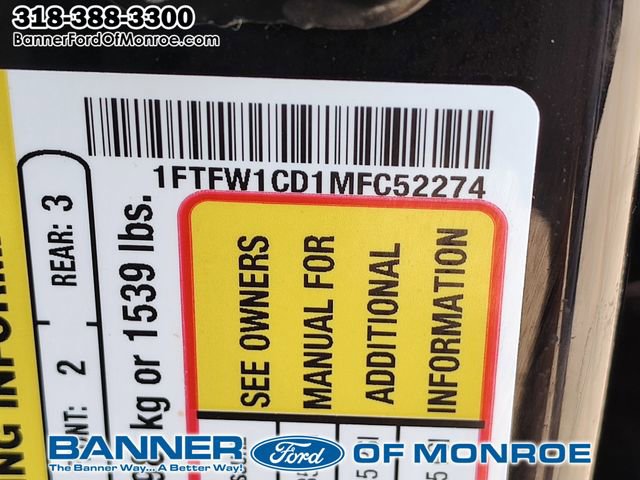 318-388-3300
BannerFordOfMonroe.com
1FTFW1CD1MFC52274
REAR: 3
2
kg or 1539 lbs.
SEE OWNERS
MANUAL FOR
ADDITIONAL
INFORMATION
BANNER Ford OF MONROE
The Banner Way... A Better Way!